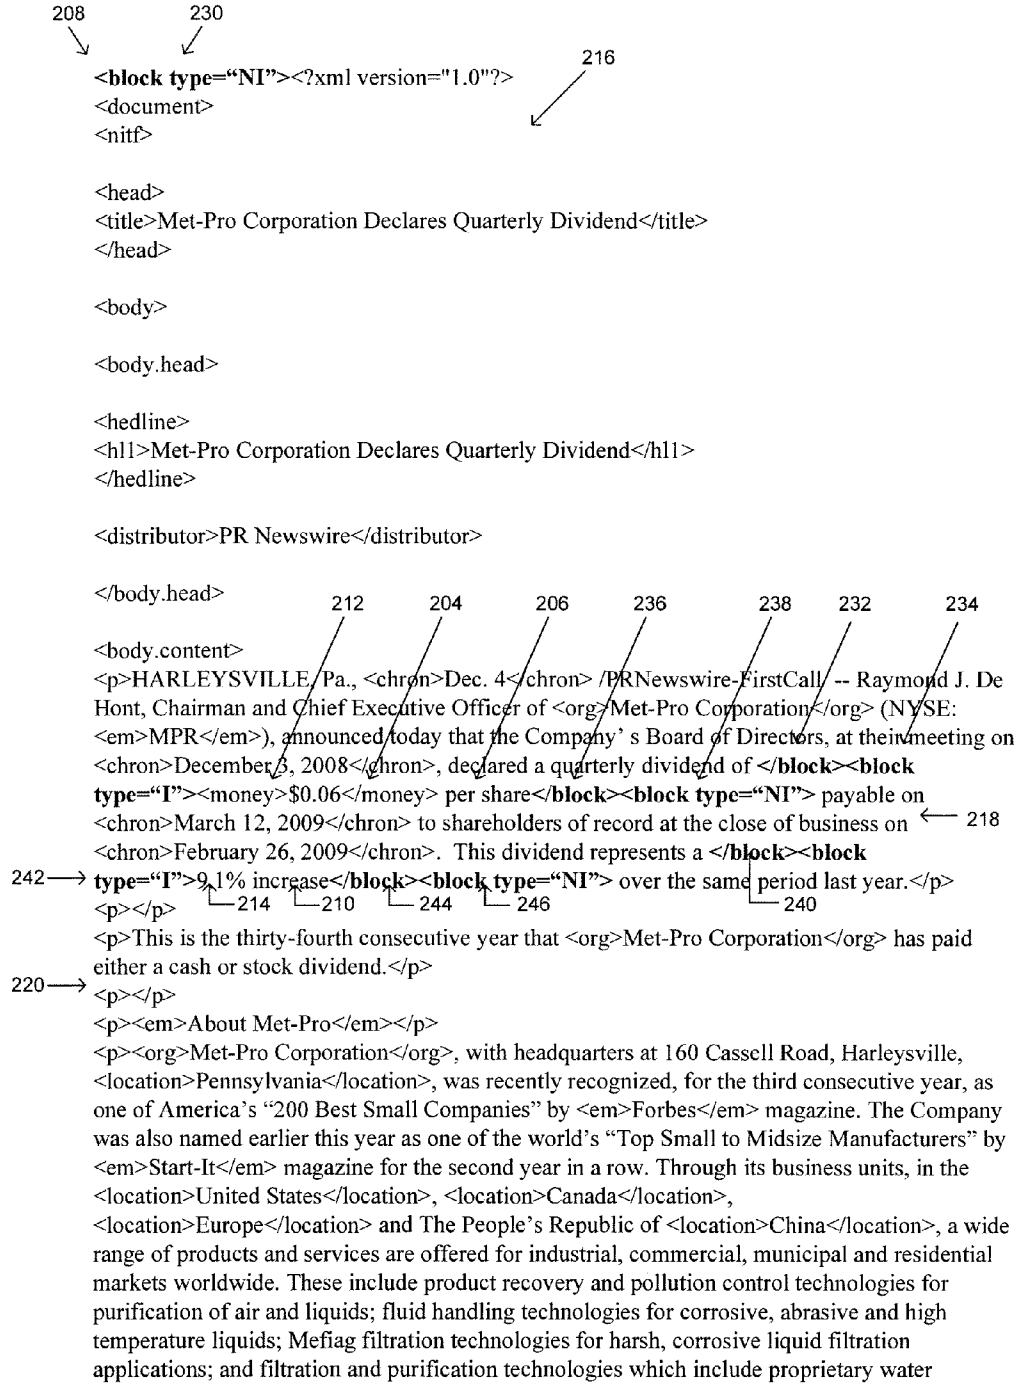 208 230
216
<block type=“NI”><?xml version="1.0"?>
<document>
<nitf>
<head>
<title>Met-Pro Corporation Declares Quarterly Dividend</title>
</head>
<body>
<body.head>
<hedline>
<hl1>Met-Pro Corporation Declares Quarterly Dividend</hl1>
</hedline>
<distributor>PR Newswire</distributor>
</body.head>
212 204 206 236 238 232 234
<body.content>
<p>HARLEYSVILLE, Pa., <chron>Dec. 4</chron> /PRNewswire-FirstCall/ -- Raymond J. De
Hont, Chairman and Chief Executive Officer of <org>Met-Pro Corporation</org> (NYSE:
<em>MPR</em>), announced today that the Company’ s Board of Directors, at their meeting on
<chron>December 3, 2008</chron>, declared a quarterly dividend of </block><block
type=“I”><money>$0.06</money> per share</block><block type=“NI”> payable on
<chron>March 12, 2009</chron> to shareholders of record at the close of business on 218
<chron>February 26, 2009</chron>.  This dividend represents a </block><block
242 type=“I”>9.1% increase</block><block type=“NI”> over the same period last year.</p>
<p></p> 214 210 244 246 240
<p>This is the thirty-fourth consecutive year that <org>Met-Pro Corporation</org> has paid
either a cash or stock dividend.</p>
220 <p></p>
<p><em>About Met-Pro</em></p>
<p><org>Met-Pro Corporation</org>, with headquarters at 160 Cassell Road, Harleysville,
<location>Pennsylvania</location>, was recently recognized, for the third consecutive year, as
one of America’s “200 Best Small Companies” by <em>Forbes</em> magazine. The Company
was also named earlier this year as one of the world’s “Top Small to Midsize Manufacturers” by
<em>Start-It</em> magazine for the second year in a row. Through its business units, in the
<location>United States</location>, <location>Canada</location>,
<location>Europe</location> and The People’s Republic of <location>China</location>, a wide
range of products and services are offered for industrial, commercial, municipal and residential
markets worldwide. These include product recovery and pollution control technologies for
purification of air and liquids; fluid handling technologies for corrosive, abrasive and high
temperature liquids; Mefiag filtration technologies for harsh, corrosive liquid filtration
applications; and filtration and purification technologies which include proprietary water